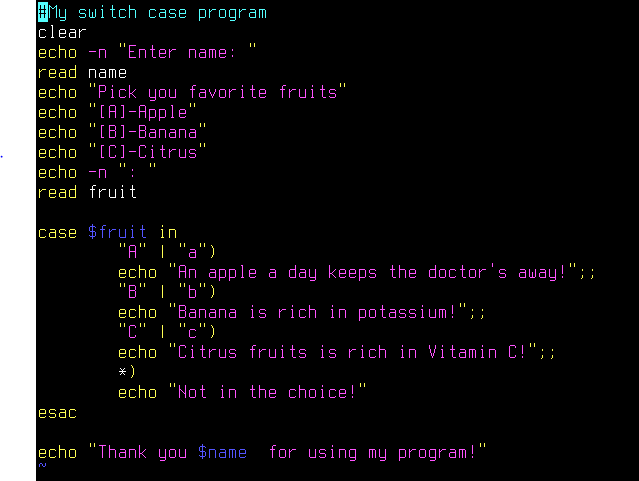 #My switch case program
clear
echo -n "Enter name: "
read name
echo "Pick you favorite fruits"
echo "[A]-Apple"
echo "[B]-Banana"
echo "[C]-Citrus"
echo -n ": "
read fruit
case $fruit in
"A" | "a")
echo "An apple a day keeps the doctor's away!";;
"B" | "b")
echo "Banana is rich in potassium!";;
"C" | "c")
echo "Citrus fruits is rich in Vitamin C!";;
*)
echo "Not in the choice!"
esac
echo "Thank you $name  for using my program!"
~